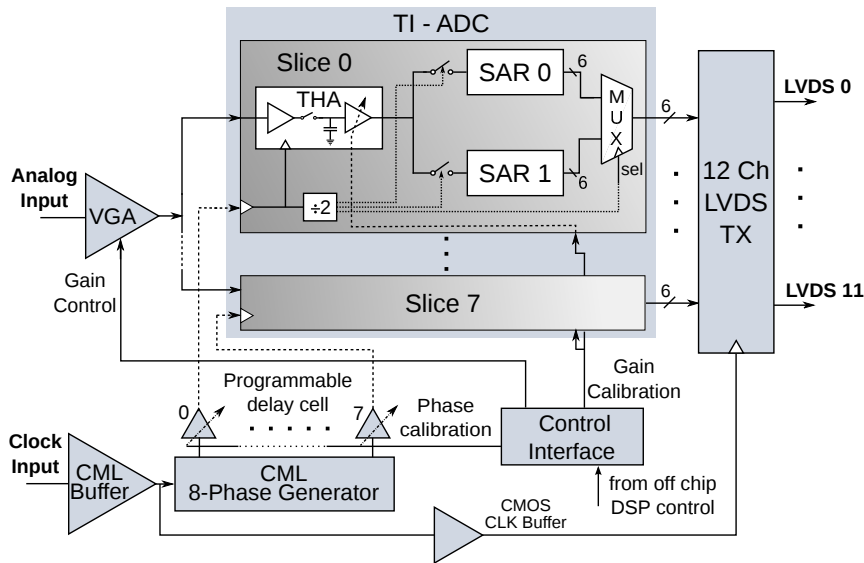 TI - ADC
Slice 0
THA
SAR 0
6
MUX
6
sel
SAR 1
6
÷2
Analog
Input
VGA
Gain
Control
Slice 7
6
12 Ch
LVDS
TX
LVDS 0
LVDS 11
Programmable
delay cell
0
7
Phase
calibration
Gain
Calibration
Control
Interface
Clock
Input
CML
Buffer
CML
8-Phase Generator
CMOS
CLK Buffer
from off chip
DSP control